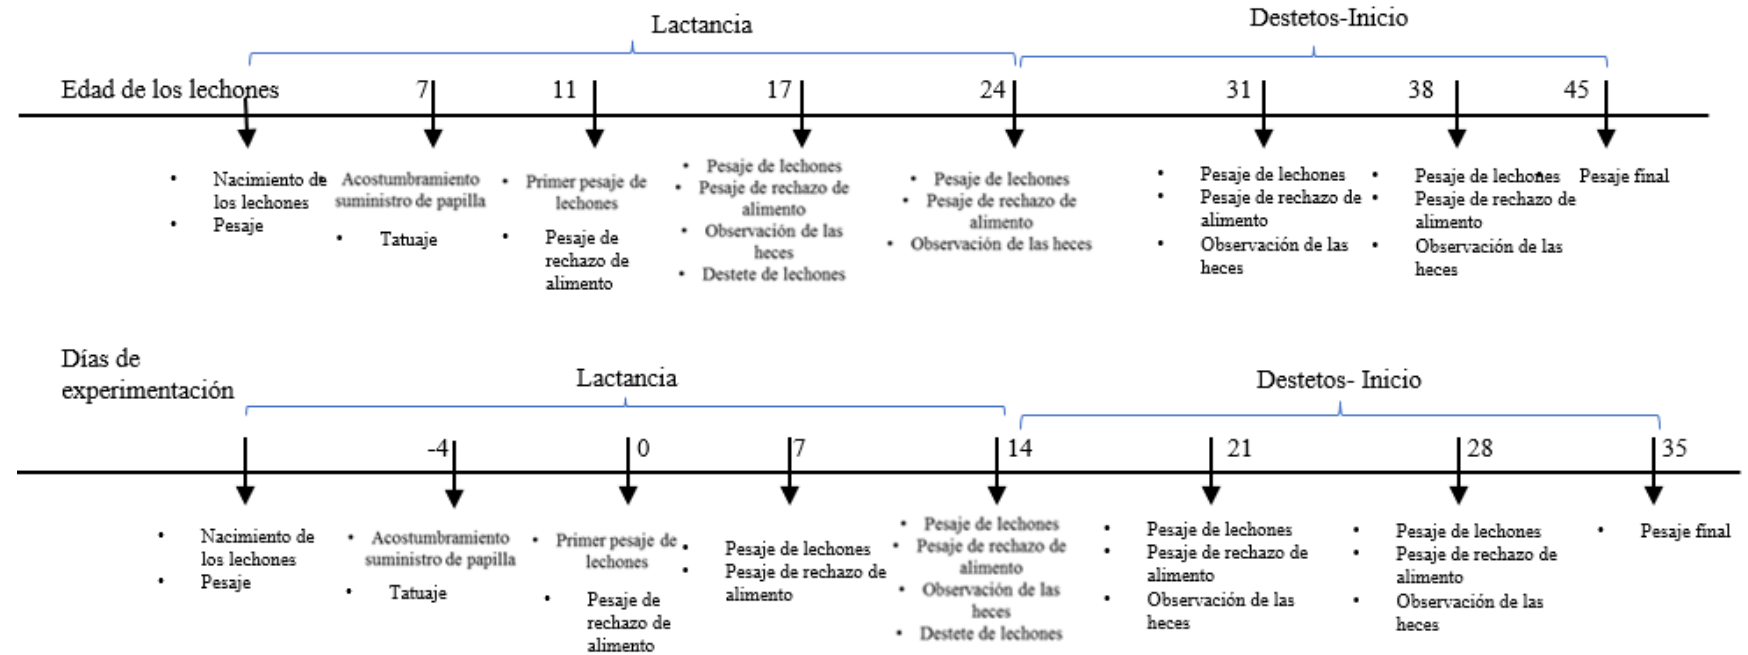 Lactancia
Destetos-Inicio
Edad de los lechones
7
11
17
24
31
38
45
• Nacimiento de
los lechones
• Pesaje
• Acostumbramiento
suministro de papilla
• Tatuaje
• Primer pesaje de
lechones
• Pesaje de
rechazo de
alimento
• Pesaje de lechones
• Pesaje de rechazo de
alimento
• Observación de las
heces
• Destete de lechones
• Pesaje de lechones
• Pesaje de rechazo de
alimento
• Observación de las heces
• Pesaje de lechones
• Pesaje de rechazo de
alimento
• Observación de las
heces
• Pesaje de lechones
• Pesaje de rechazo de
alimento
• Observación de las
heces
• Pesaje final
Días de
experimentación
Lactancia
Destetos- Inicio
-4
0
7
14
21
28
35
• Nacimiento de
los lechones
• Pesaje
• Acostumbramiento
suministro de papilla
• Tatuaje
• Primer pesaje de
lechones
• Pesaje de
rechazo de
alimento
• Pesaje de lechones
• Pesaje de rechazo de
alimento
• Pesaje de lechones
• Pesaje de rechazo de
alimento
• Observación de las
heces
• Destete de lechones
• Pesaje de lechones
• Pesaje de rechazo de
alimento
• Observación de las
heces
• Pesaje de lechones
• Pesaje de rechazo de
alimento
• Observación de las
heces
• Pesaje final